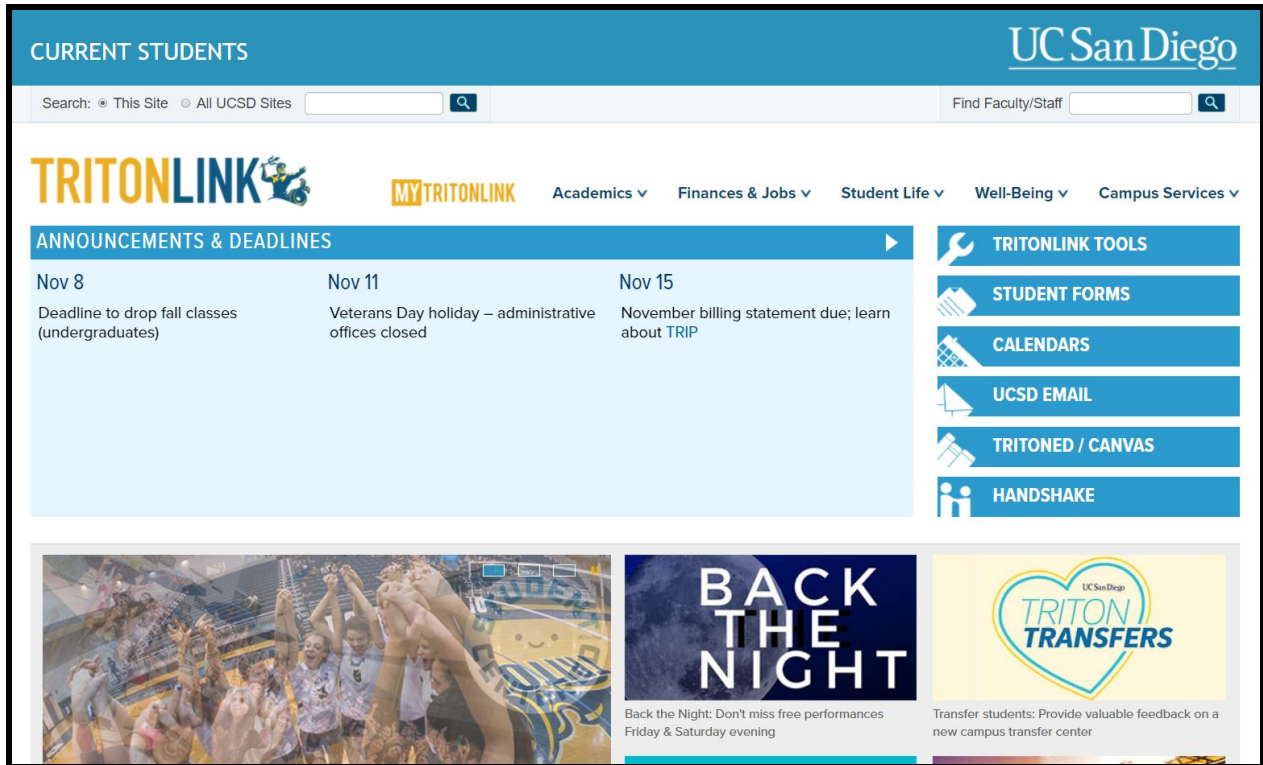 CURRENT STUDENTS
UC San Diego
Search: This Site All UCSD Sites
Find Faculty/Staff
TRITONLINK
MYTRITONLINK
Academics
Finances & Jobs
Student Life
Well-Being
Campus Services
ANNOUNCEMENTS & DEADLINES
Nov 8
Deadline to drop fall classes
(undergraduates)
Nov 11
Veterans Day holiday – administrative
offices closed
Nov 15
November billing statement due; learn
about TRIP
TRITONLINK TOOLS
STUDENT FORMS
CALENDARS
UCSD EMAIL
TRITONED / CANVAS
HANDSHAKE
STUDENT
BACK
THE
NIGHT
Back the Night: Don't miss free performances
Friday & Saturday evening
UC San Diego
TRITON
TRANSFERS
Transfer students: Provide valuable feedback on a
new campus transfer center